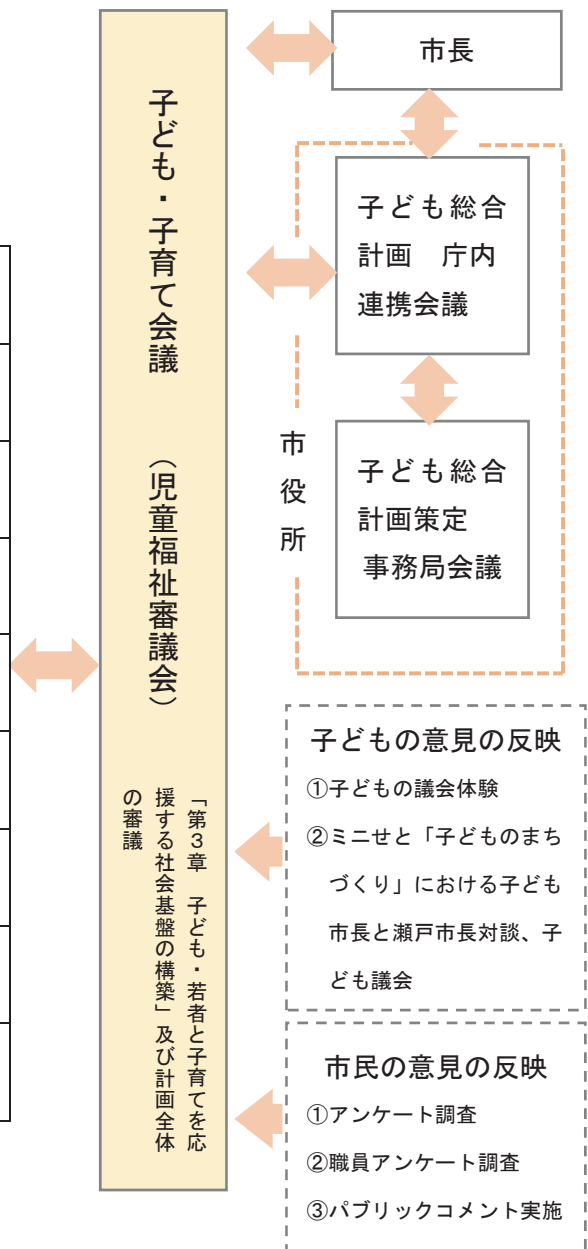 子ども・子育て会議　（児童福祉審議会）
「第３章　子ども・若者と子育てを応
援する社会基盤の構築」及び計画全体
の審議
市長
子ども総合
計画　庁内
連携会議
市役所
子ども総合
計画策定
事務局会議
子どもの意見の反映
①子どもの議会体験
②ミニせと「子どものまち
づくり」における子ども
市長と瀬戸市長対談、子
ども議会
市民の意見の反映
①アンケート調査
②職員アンケート調査
③パブリックコメント実施